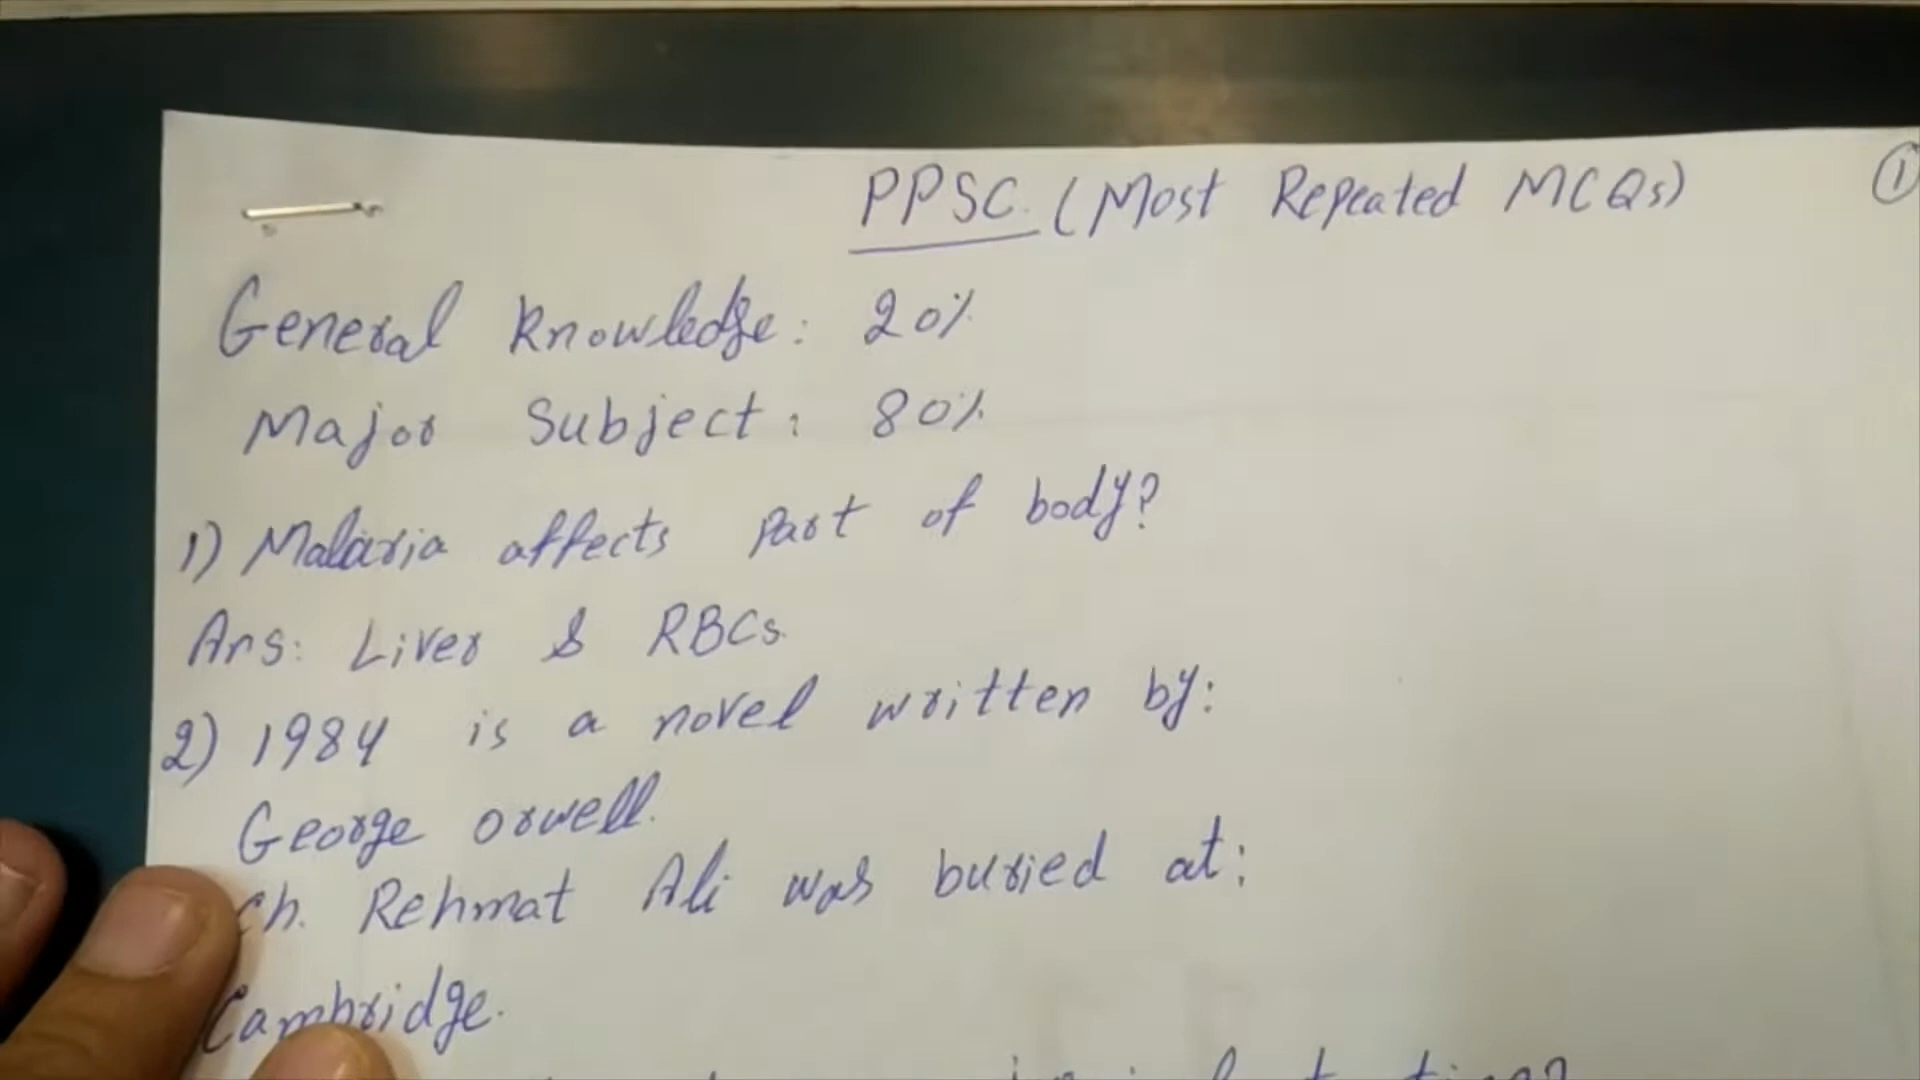 PPSC (Most Repeated MCQs)
1
General Knowledge: 20%
Major Subject: 80%
1) Malaria affects Part of body?
Ans: Liver & RBCs.
2) 1984 is a novel written by:
George orwell.
Ch. Rehmat Ali was buried at:
Cambridge.